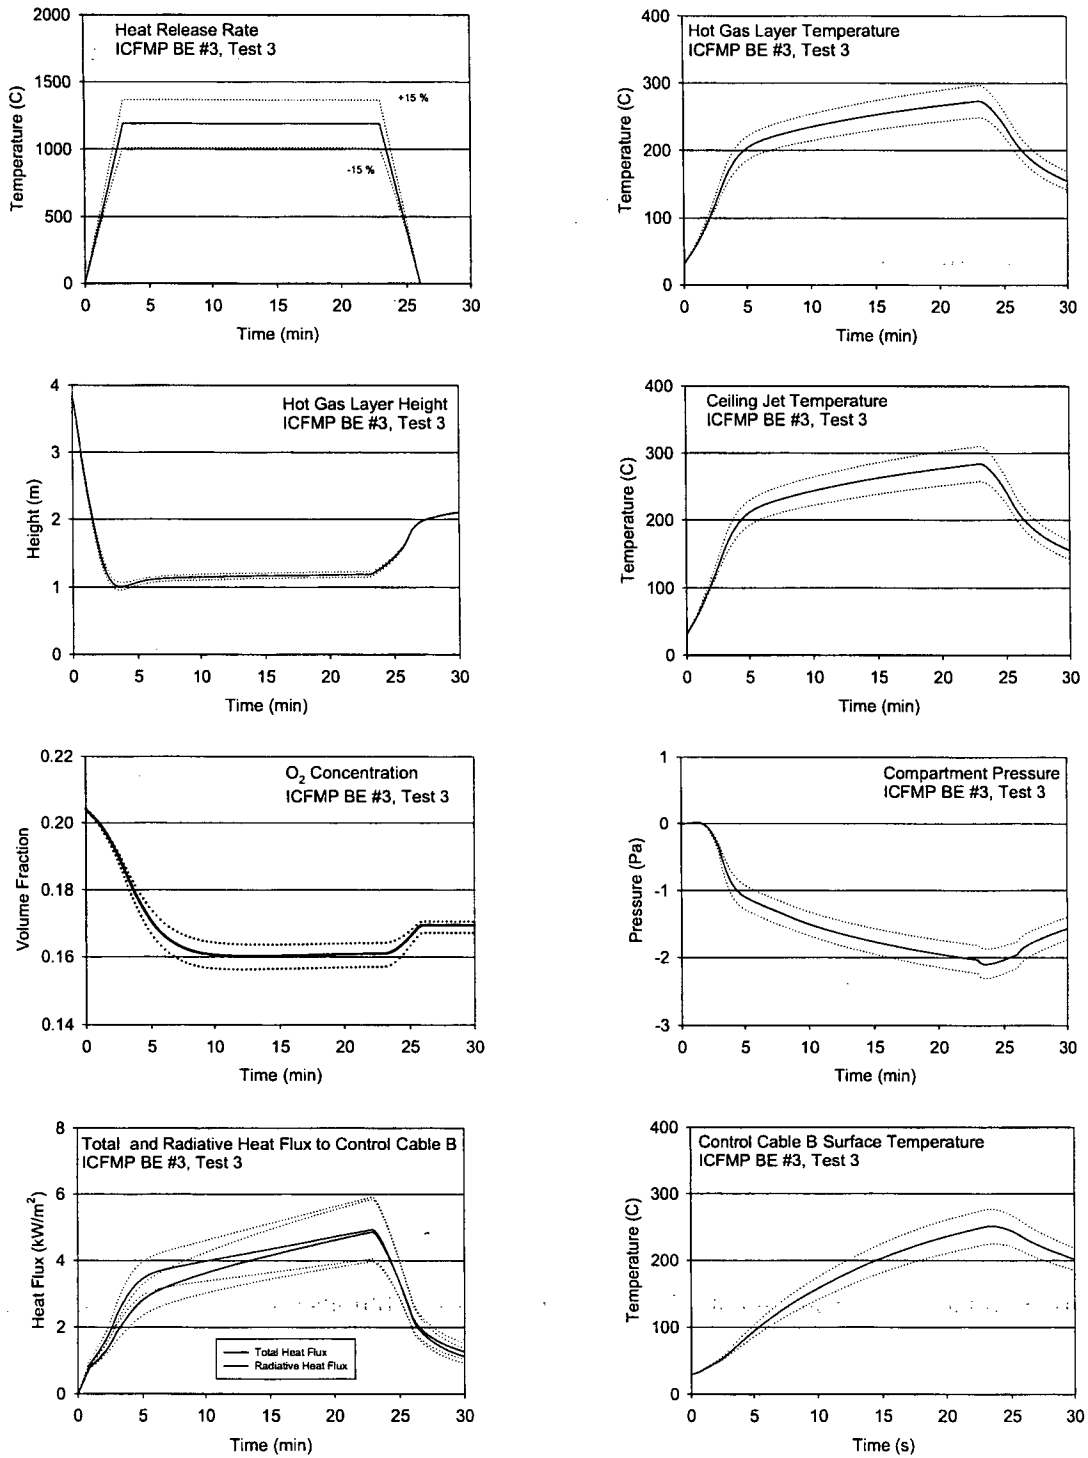 Heat Release Rate
ICFMP BE #3, Test 3
2000
1500
1000
500
0
Temperature (C)
+15 %
-15 %
0 5 10 15 20 25 30
Time (min)
Hot Gas Layer Temperature
ICFMP BE #3, Test 3
400
300
200
100
0
Temperature (C)
0 5 10 15 20 25 30
Time (min)
Hot Gas Layer Height
ICFMP BE #3, Test 3
4
3
2
1
0
Height (m)
0 5 10 15 20 25 30
Time (min)
Ceiling Jet Temperature
ICFMP BE #3, Test 3
400
300
200
100
0
Temperature (C)
0 5 10 15 20 25 30
Time (min)
O2 Concentration
ICFMP BE #3, Test 3
0.22
0.20
0.18
0.16
0.14
Volume Fraction
0 5 10 15 20 25 30
Time (min)
Compartment Pressure
ICFMP BE #3, Test 3
1
0
-1
-2
-3
Pressure (Pa)
0 5 10 15 20 25 30
Time (min)
Total and Radiative Heat Flux to Control Cable B
ICFMP BE #3, Test 3
8
6
4
2
0
Heat Flux (kW/m²)
Total Heat Flux
Radiative Heat Flux
0 5 10 15 20 25 30
Time (min)
Control Cable B Surface Temperature
ICFMP BE #3, Test 3
400
300
200
100
0
Temperature (C)
0 5 10 15 20 25 30
Time (s)